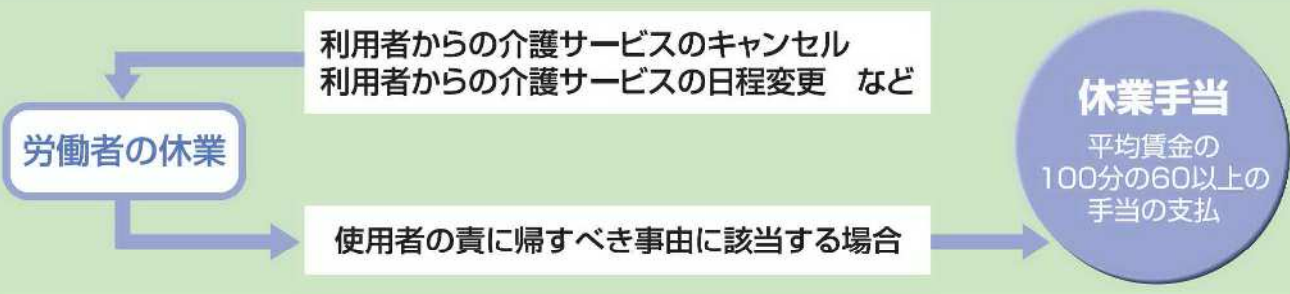 利用者からの介護サービスのキャンセル
利用者からの介護サービスの日程変更　など
労働者の休業
使用者の責に帰すべき事由に該当する場合
休業手当
平均賃金の
100分の60以上の
手当の支払